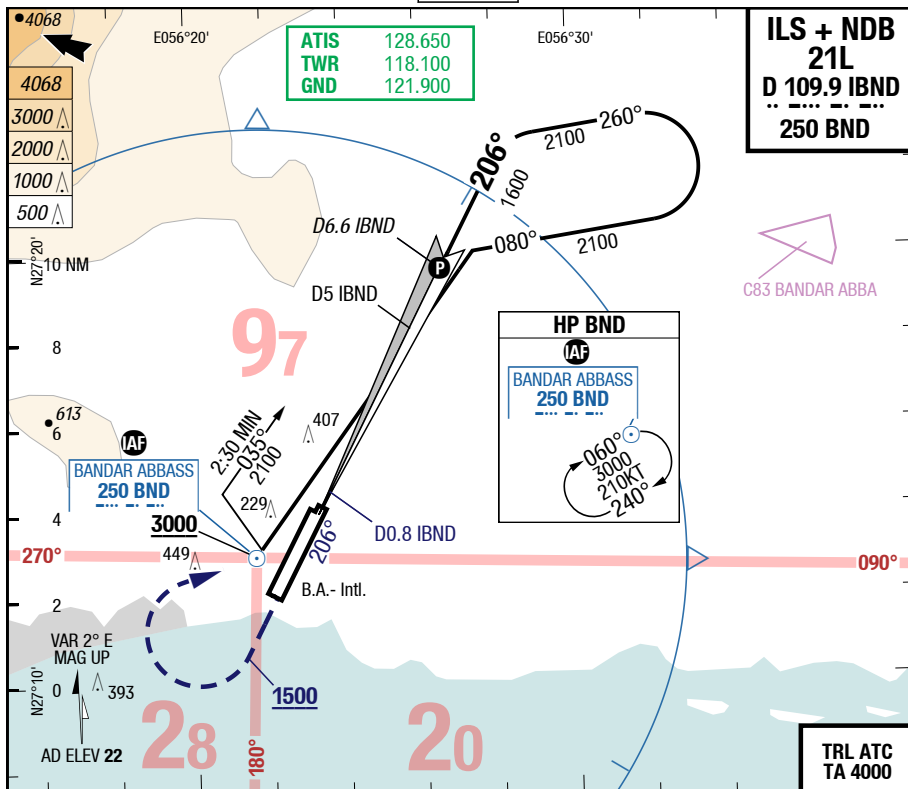 4068
E056°20'
E056°30'
ATIS 128.650
TWR 118.100
GND 121.900
ILS + NDB
21L
D 109.9 IBND
250 BND
4068
3000
2000
1000
500
N27°20'
10 NM
206°
1600
2100
260°
080°
2100
D6.6 IBND
P
D5 IBND
C83 BANDAR ABBA
97
8
HP BND
IAF
BANDAR ABBASS
250 BND
060°
3000
210KT
240°
613
6
407
2:30 MIN
035°
2100
IAF
BANDAR ABBASS
250 BND
229
4
3000
D0.8 IBND
206°
270°
449
090°
B.A.- Intl.
2
VAR 2° E
MAG UP
N27°10'
0
393
1500
28
20
180°
AD ELEV 22
TRL ATC
TA 4000